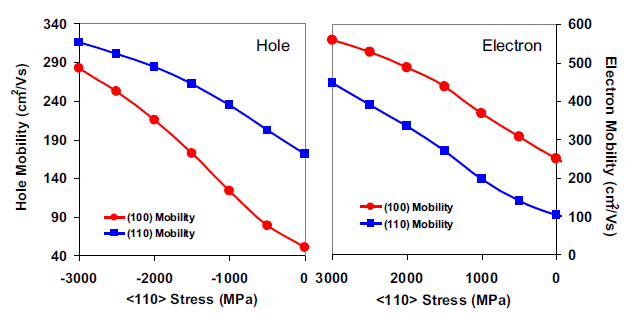 Hole Mobility (cm²/Vs)
340
290
240
190
140
90
40
Hole
(100) Mobility
(110) Mobility
-3000
-2000
-1000
0
<110> Stress (MPa)
Electron
(100) Mobility
(110) Mobility
3000
2000
1000
0
<110> Stress (MPa)
600
500
400
300
200
100
0
Electron Mobility (cm²/Vs)